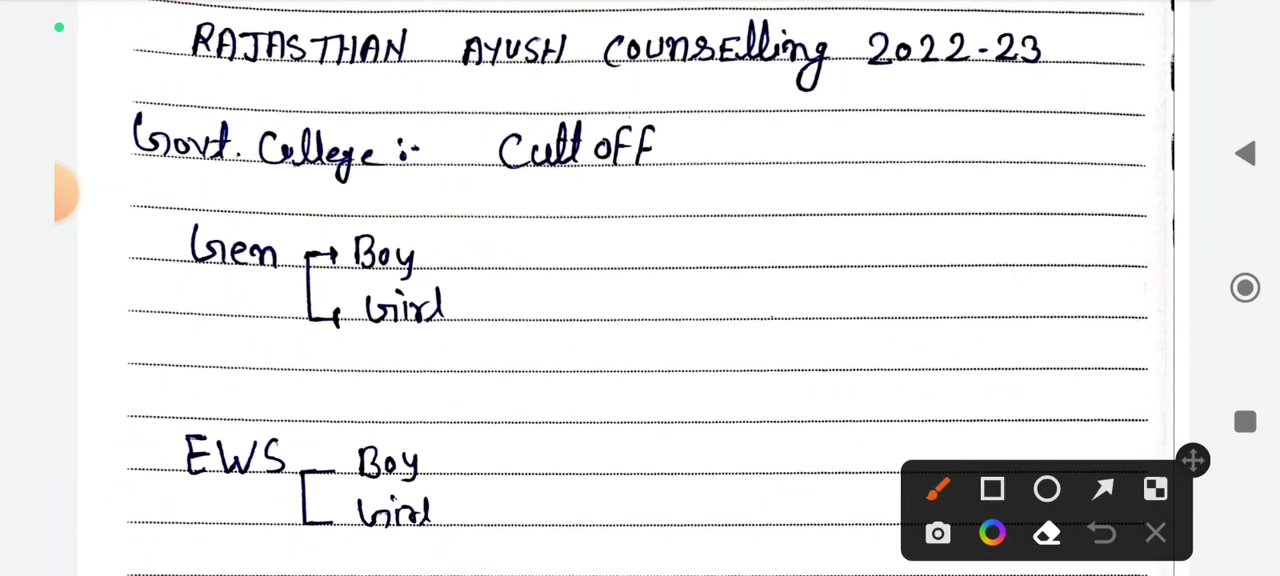 RAJASTHAN AYUSH COUNSElling 2022-23
Govt. College :- Cutt off
Gen → Boy
↳ Girl
EWS Boy
Girl